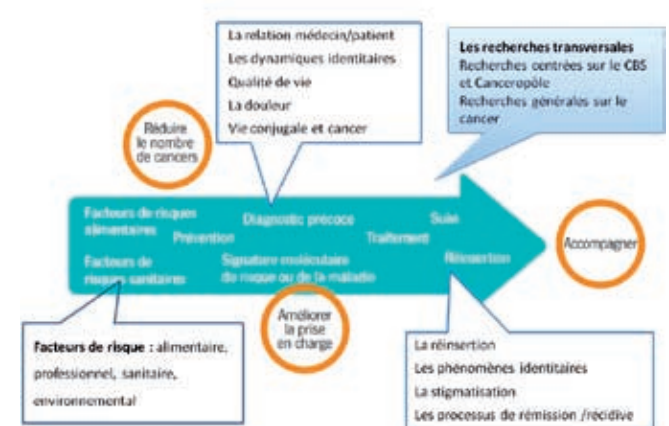 La relation médecin/patient
Les dynamiques identitaires
Qualité de vie
La douleur
Vie conjugale et cancer
Les recherches transversales
Recherches centrées sur le CBS
et Canceropôle
Recherches générales sur le
cancer
Réduire
le nombre
de cancers
Facteurs de risques
alimentaires
Prévention
Diagnostic précoce
Traitement
Suivi
Facteurs de
risques sanitaires
Signature moléculaire
du risque ou de la maladie
Réinsertion
Accompagner
Améliorer
la prise
en charge
Facteurs de risque : alimentaire,
professionnel, sanitaire,
environnemental
La réinsertion
Les phénomènes identitaires
La stigmatisation
Les processus de rémission /récidive